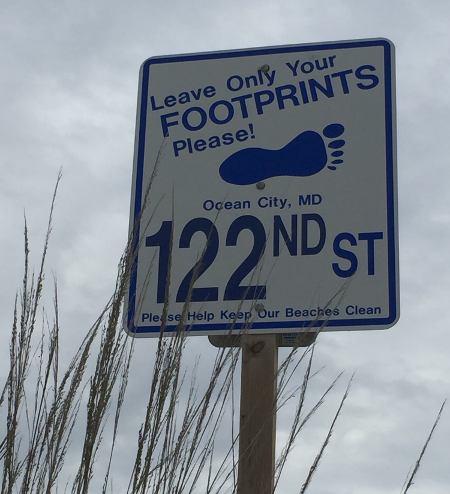 Leave Only Your
FOOTPRINTS
Please!
Ocean City, MD
122ND ST
Please Help Keep Our Beaches Clean